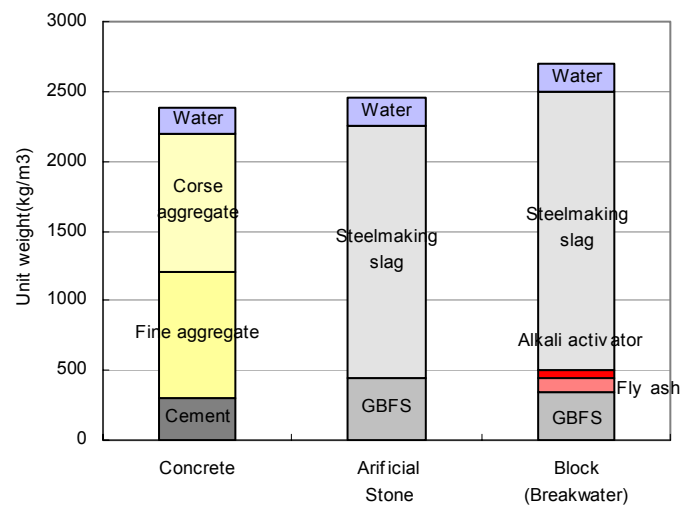 3000
2500
2000
1500
1000
500
0
Unit weight(kg/m3)
Water
Corse
aggregate
Fine aggregate
Cement
Water
Steelmaking
slag
GBFS
Water
Steelmaking
slag
Alkali activator
Fly ash
GBFS
Concrete
Arificial
Stone
Block
(Breakwater)